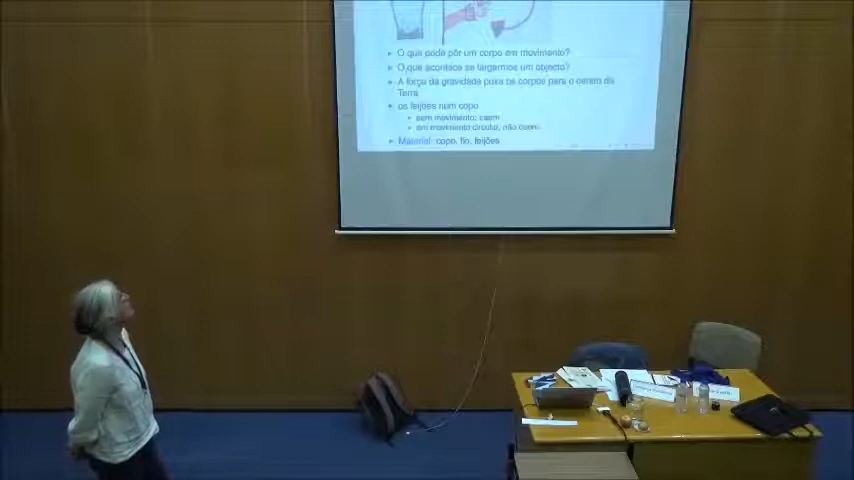 O que pode pôr um corpo em movimento?
O que acontece se largarmos um objecto?
A força da gravidade puxa os corpos para o centro da
Terra
os feijões num copo
sem movimento: caem
em movimento circular, não caem
Material: copo, fio, feijões